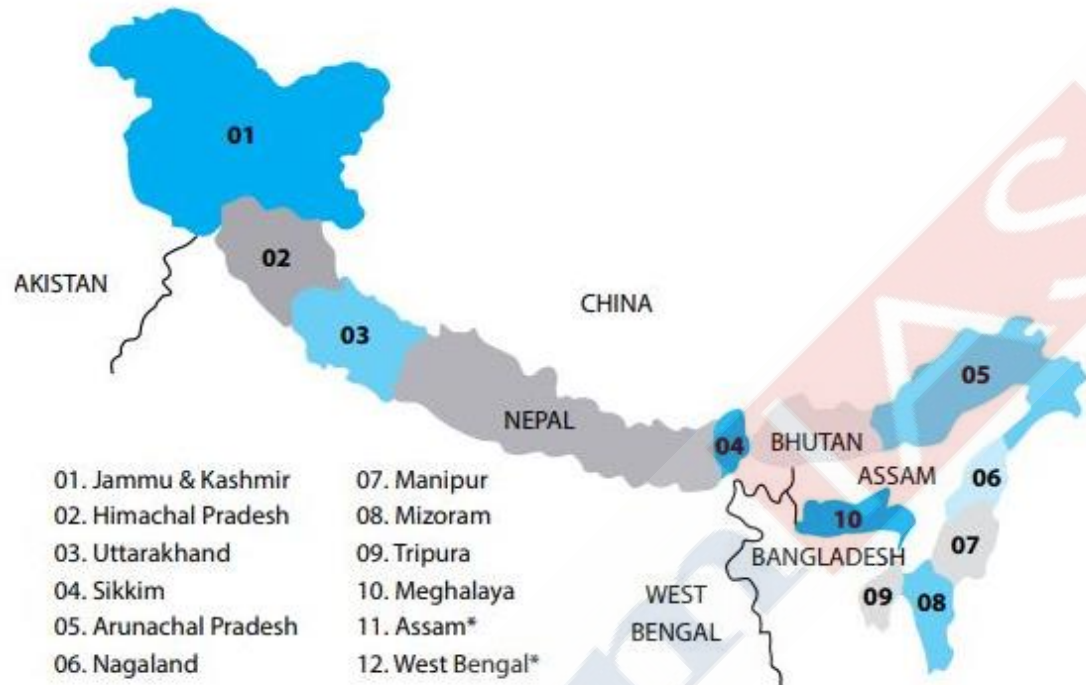 01
02
AKISTAN
CHINA
03
05
NEPAL
04
BHUTAN
ASSAM
06
01. Jammu & Kashmir
02. Himachal Pradesh
03. Uttarakhand
04. Sikkim
05. Arunachal Pradesh
06. Nagaland
07. Manipur
08. Mizoram
09. Tripura
10. Meghalaya
11. Assam*
12. West Bengal*
10
BANGLADESH
07
WEST
BENGAL
09
08